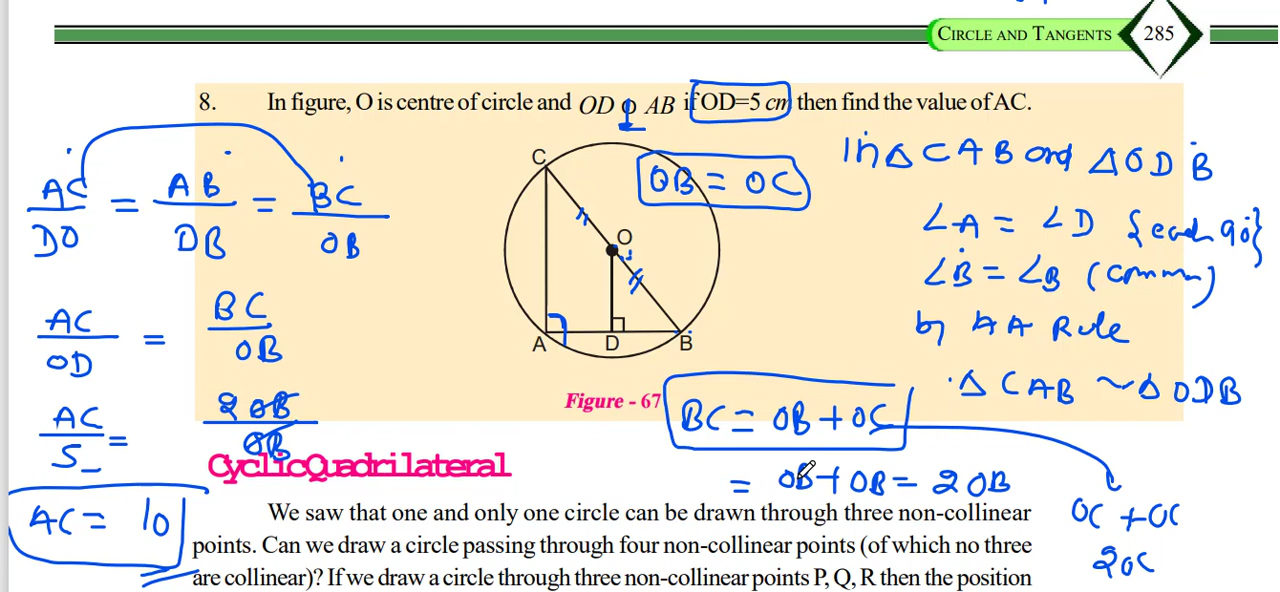 CIRCLE AND TANGENTS 285
8. In figure, O is centre of circle and OD ⊥ AB if OD=5 cm then find the value of AC.
C
O
A
D
B
Figure - 67
AC/DO = AB/DB = BC/OB
AC/OD = BC/OB
AC/5 = 2OB/OB
AC = 10
OB = OC
In △CAB and △ODB
∠A = ∠D {each 90}
∠B = ∠B (Common)
by AA Rule
△CAB ~ △ODB
BC = OB + OC
= OB + OB = 2OB
OC + OC
2OC
Cyclic Quadrilateral
We saw that one and only one circle can be drawn through three non-collinear
points. Can we draw a circle passing through four non-collinear points (of which no three
are collinear)? If we draw a circle through three non-collinear points P, Q, R then the position